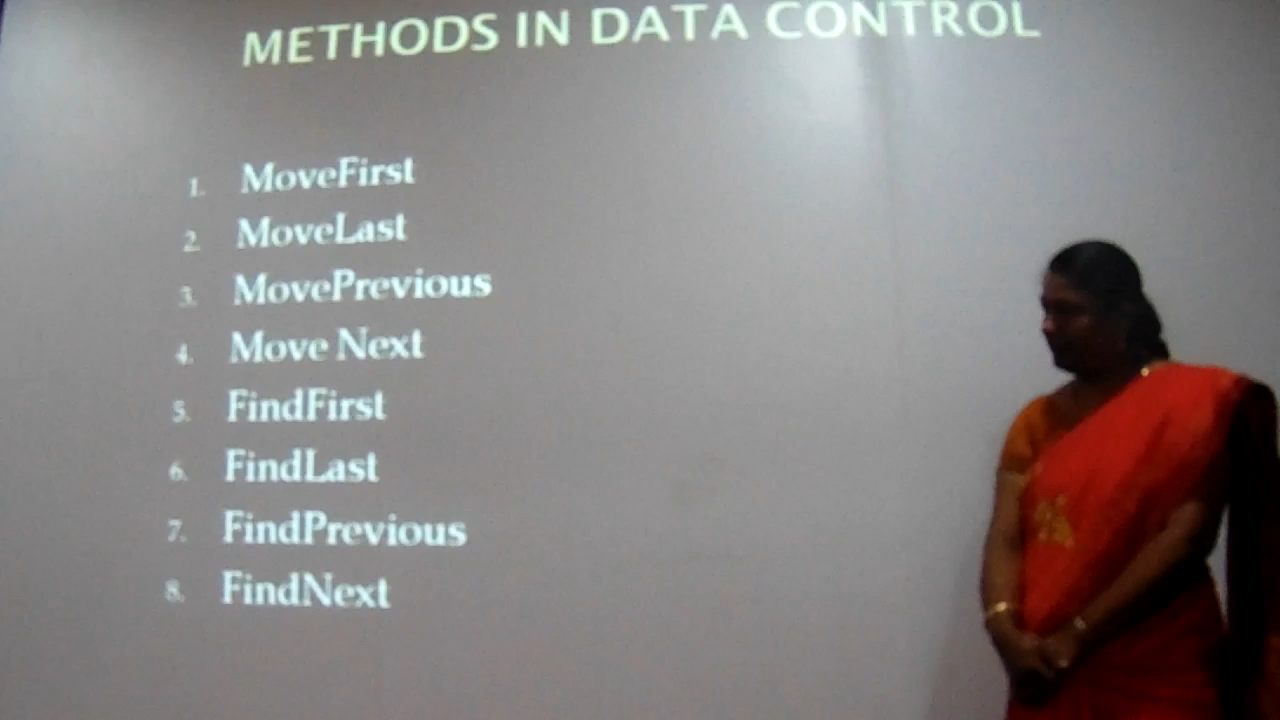 METHODS IN DATA CONTROL
1. MoveFirst
2. MoveLast
3. MovePrevious
4. Move Next
5. FindFirst
6. FindLast
7. FindPrevious
8. FindNext